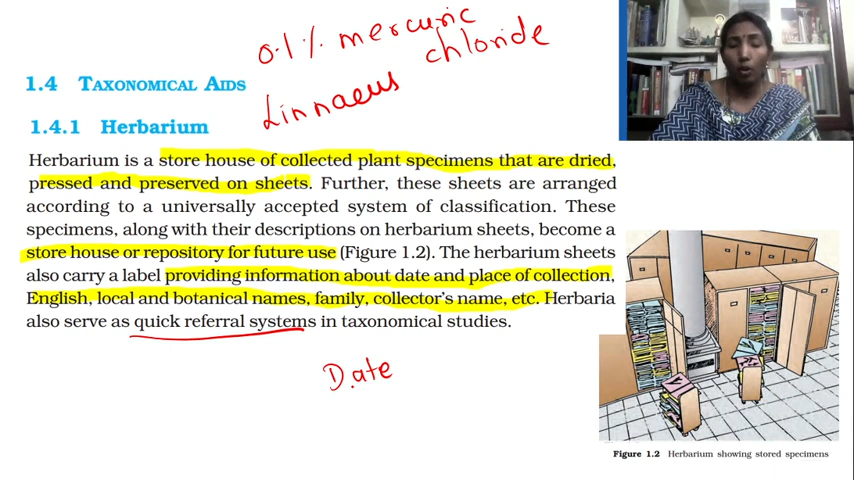 0.1% mercuric
chloride
1.4 TAXONOMICAL AIDS
Linnaeus
1.4.1 Herbarium
Herbarium is a store house of collected plant specimens that are dried,
pressed and preserved on sheets. Further, these sheets are arranged
according to a universally accepted system of classification. These
specimens, along with their descriptions on herbarium sheets, become a
store house or repository for future use (Figure 1.2). The herbarium sheets
also carry a label providing information about date and place of collection,
English, local and botanical names, family, collector's name, etc. Herbaria
also serve as quick referral systems in taxonomical studies.
Date
Figure 1.2 Herbarium showing stored specimens